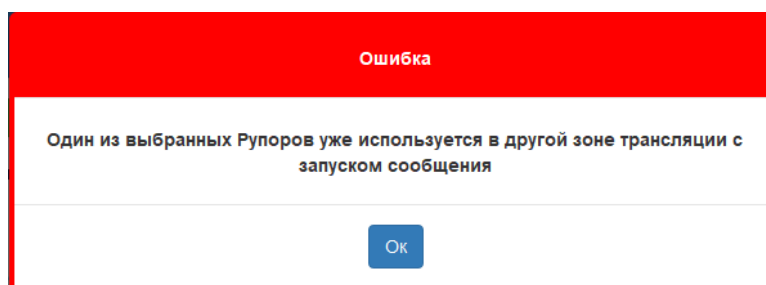 Ошибка
Один из выбранных Рупоров уже используется в другой зоне трансляции с
запуском сообщения
Ок